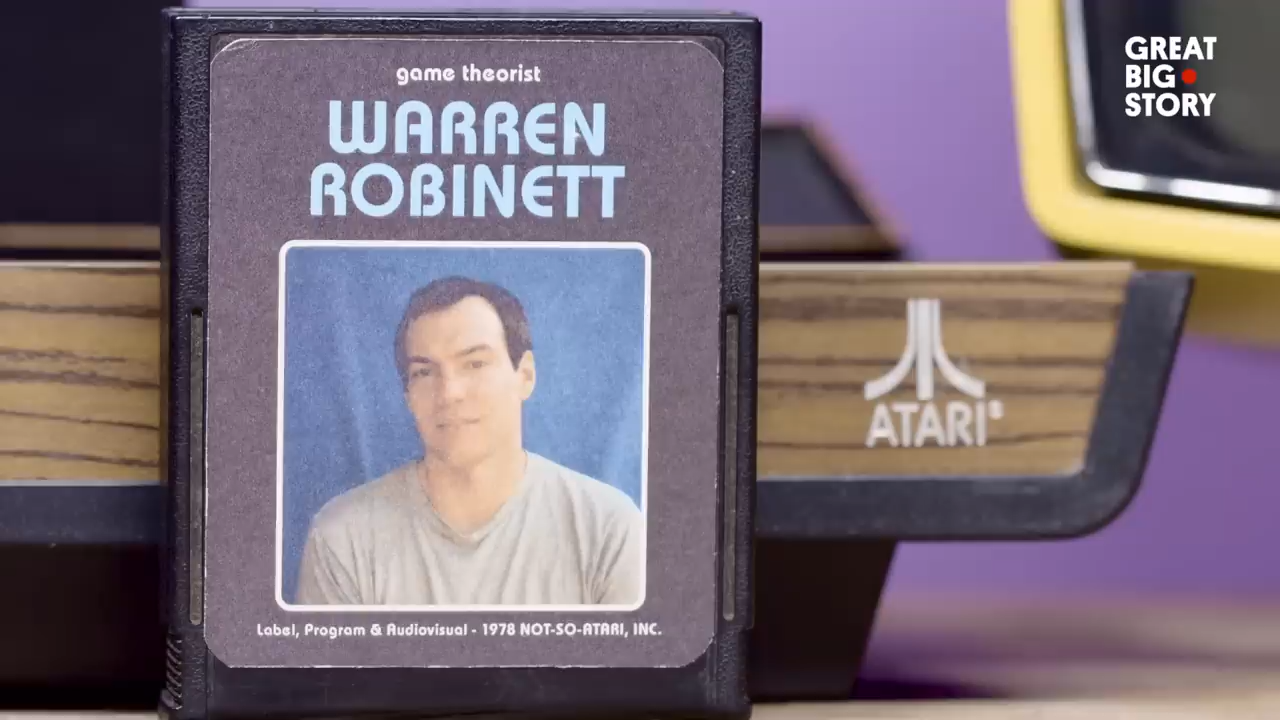 game theorist
WARREN
ROBINETT
Label, Program & Audiovisual - 1978 NOT-SO-ATARI, INC.
ATARI®
GREAT
BIG
STORY